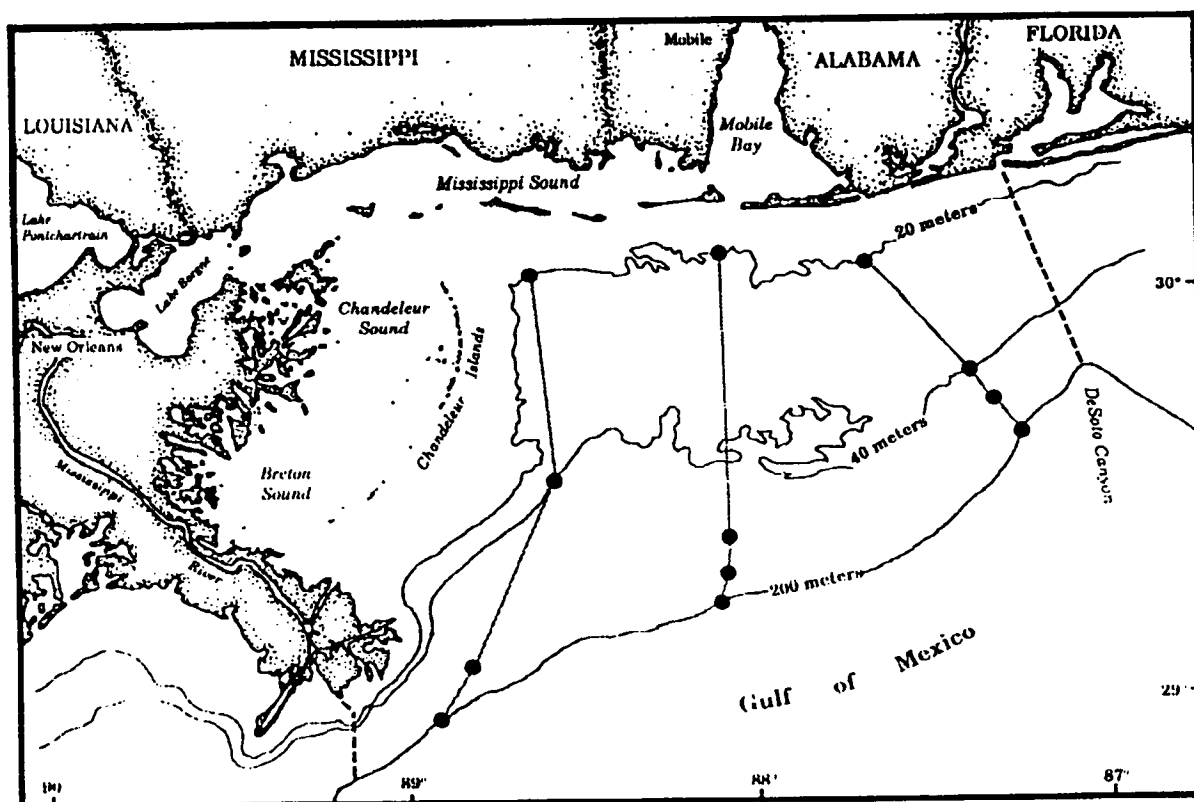 FLORIDA
Mobile
MISSISSIPPI
ALABAMA
LOUISIANA
Mobile
Bay
Mississippi Sound
Lake
Pontchartrain
20 meters
Lake Borgne
30°
Chandeleur
Sound
New Orleans
Islands
Chandeleur
DeSoto Canyon
40 meters
Breton
Sound
Mississippi
River
200 meters
Gulf of Mexico
29°
90
89°
88°
87°